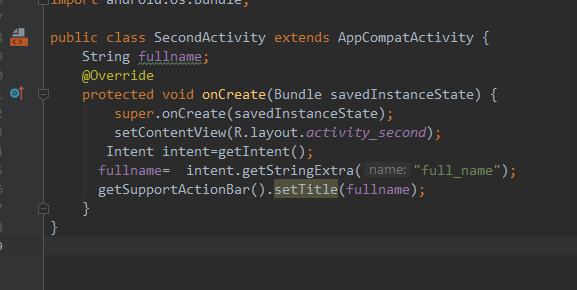 import android.os.Bundle;
public class SecondActivity extends AppCompatActivity {
String fullname;
@Override
protected void onCreate(Bundle savedInstanceState) {
super.onCreate(savedInstanceState);
setContentView(R.layout.activity_second);
Intent intent=getIntent();
fullname= intent.getStringExtra( name: "full_name");
getSupportActionBar().setTitle(fullname);
}
}